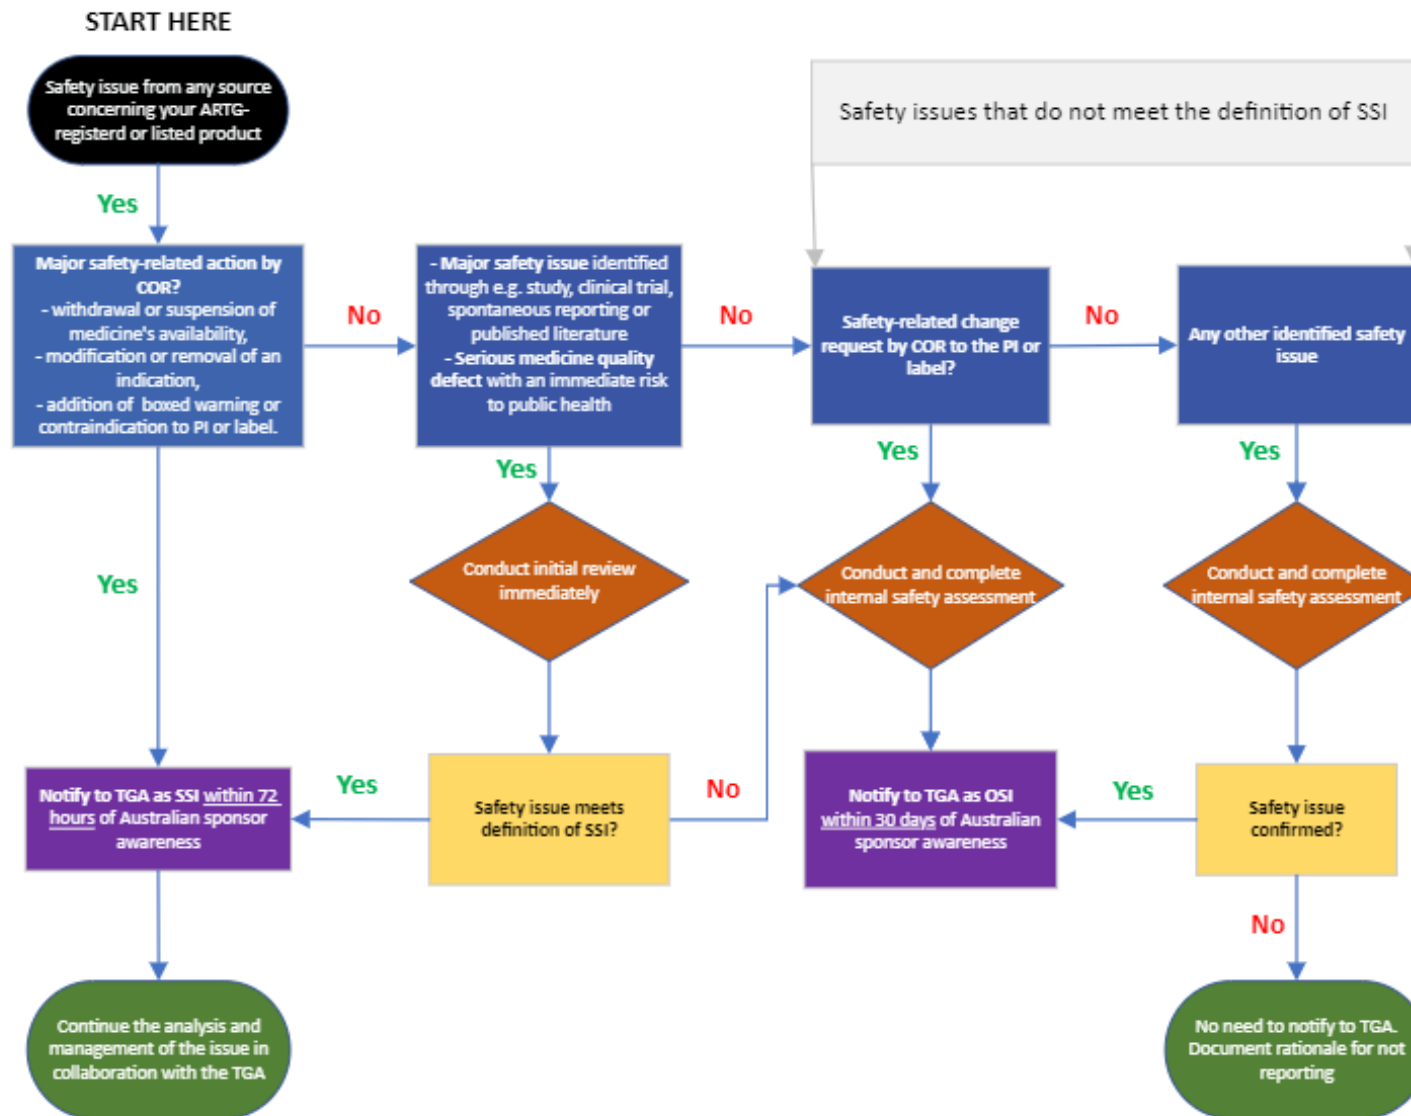 START HERE
Safety issue from any source
concerning your ARTG-
registerd or listed product
Safety issues that do not meet the definition of SSI
Yes
Major safety-related action by
COR?
- withdrawal or suspension of
medicine's availability,
- modification or removal of an
indication,
- addition of boxed warning or
contraindication to PI or label.
No
- Major safety issue identified
through e.g. study, clinical trial,
spontaneous reporting or
published literature
- Serious medicine quality
defect with an immediate risk
to public health
No
Safety-related change
request by COR to the PI or
label?
No
Any other identified safety
issue
Yes
Yes
Yes
Yes
Conduct initial review
immediately
Conduct and complete
internal safety assessment
Conduct and complete
internal safety assessment
Notify to TGA as SSI within 72
hours of Australian sponsor
awareness
Yes
Safety issue meets
definition of SSI?
No
Notify to TGA as OSI
within 30 days of Australian
sponsor awareness
Yes
Safety issue
confirmed?
No
Continue the analysis and
management of the issue in
collaboration with the TGA
No need to notify to TGA.
Document rationale for not
reporting